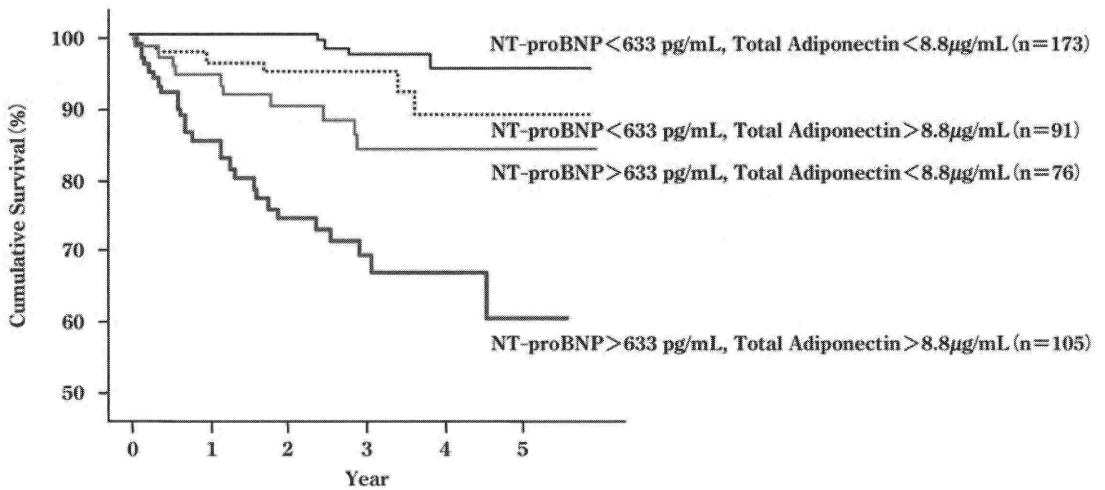 Cumulative Survival (%)
100
90
80
70
60
50
NT-proBNP<633 pg/mL, Total Adiponectin<8.8μg/mL (n=173)
NT-proBNP<633 pg/mL, Total Adiponectin>8.8μg/mL (n=91)
NT-proBNP>633 pg/mL, Total Adiponectin<8.8μg/mL (n=76)
NT-proBNP>633 pg/mL, Total Adiponectin>8.8μg/mL (n=105)
0 1 2 3 4 5
Year